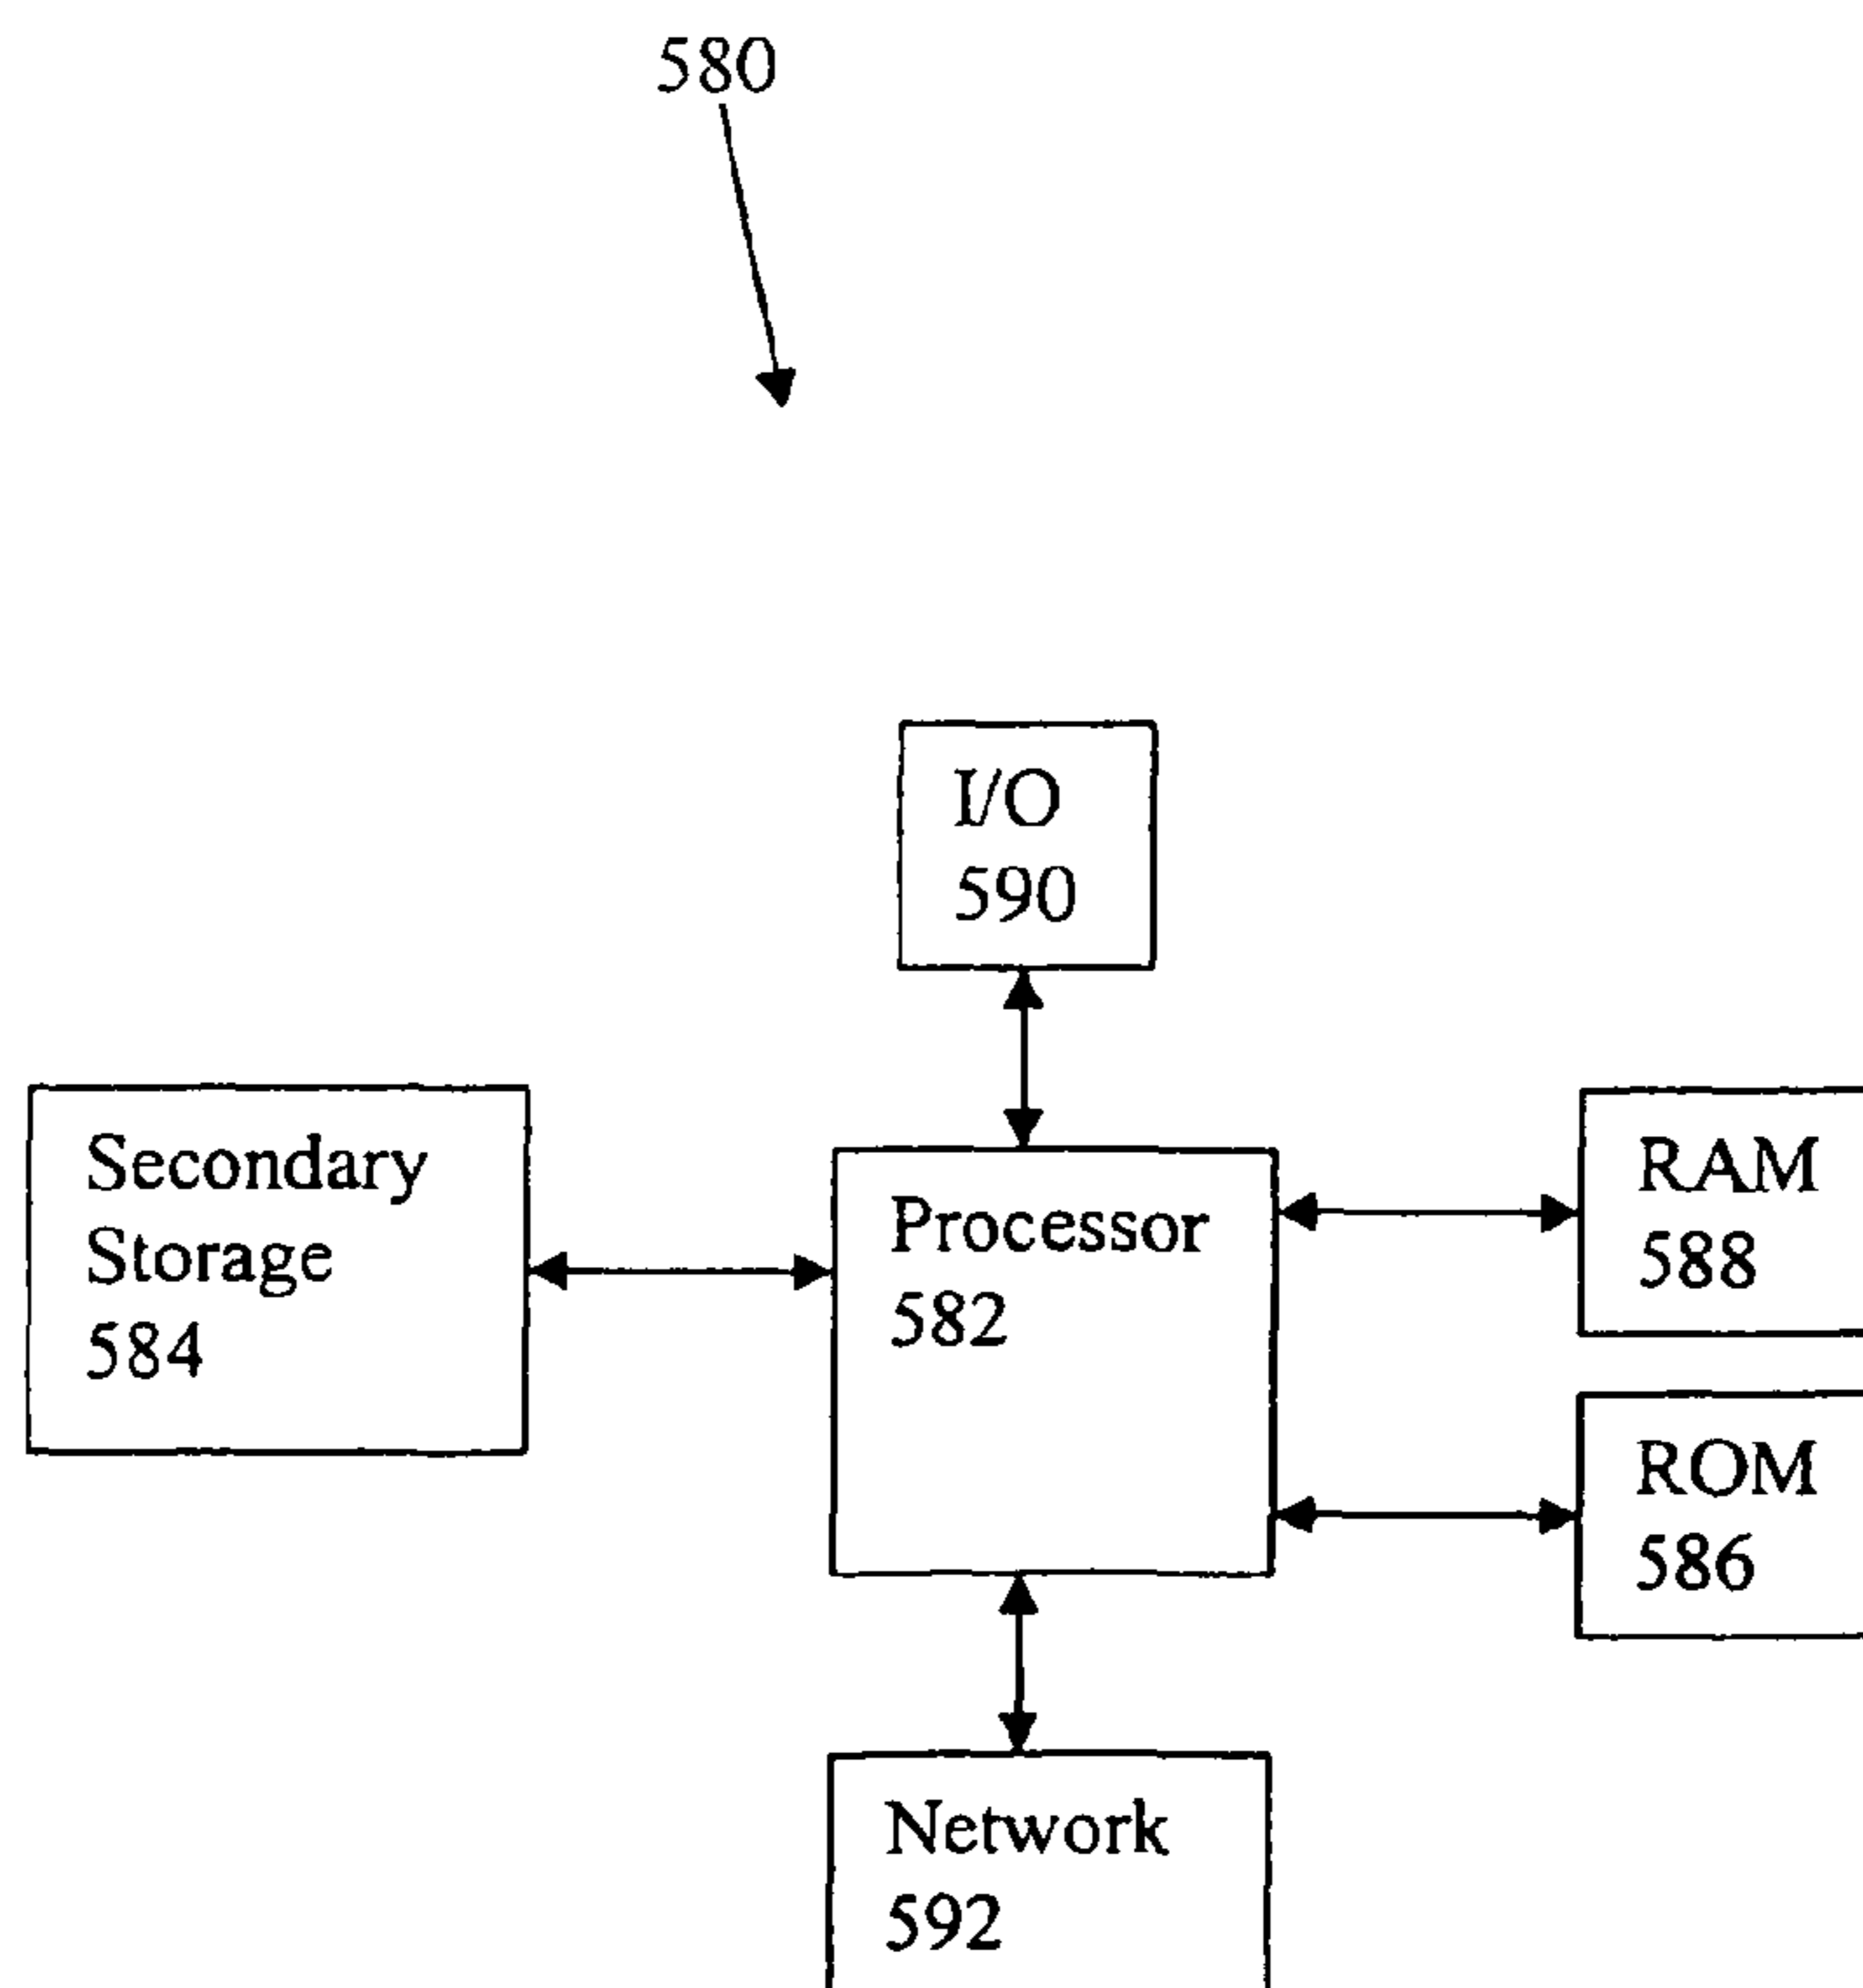 580
I/O
590
Secondary
Storage
584
Processor
582
RAM
588
ROM
586
Network
592